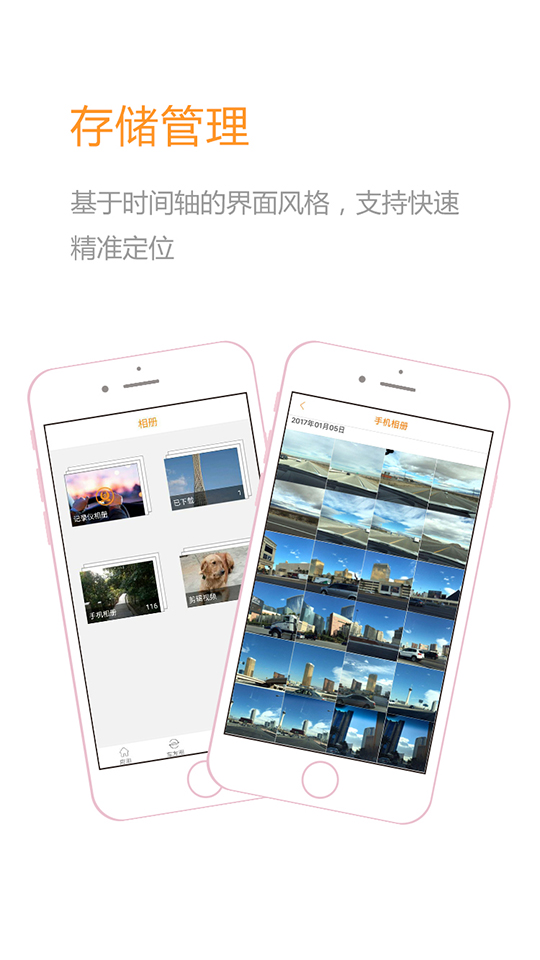 存储管理
基于时间轴的界面风格，支持快速
精准定位
相册
记录仪相册
已下载
1
手机相册
116
剪辑视频
首页
手机相册
2017年01月05日